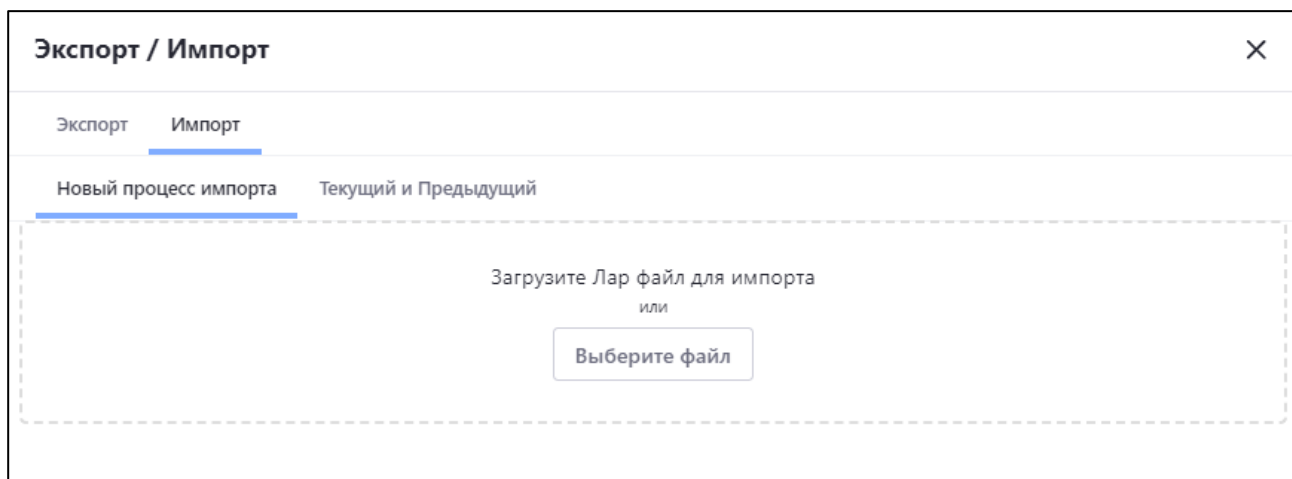 Экспорт / Импорт
Экспорт Импорт
Новый процесс импорта Текущий и Предыдущий
Загрузите Лар файл для импорта
или
Выберите файл